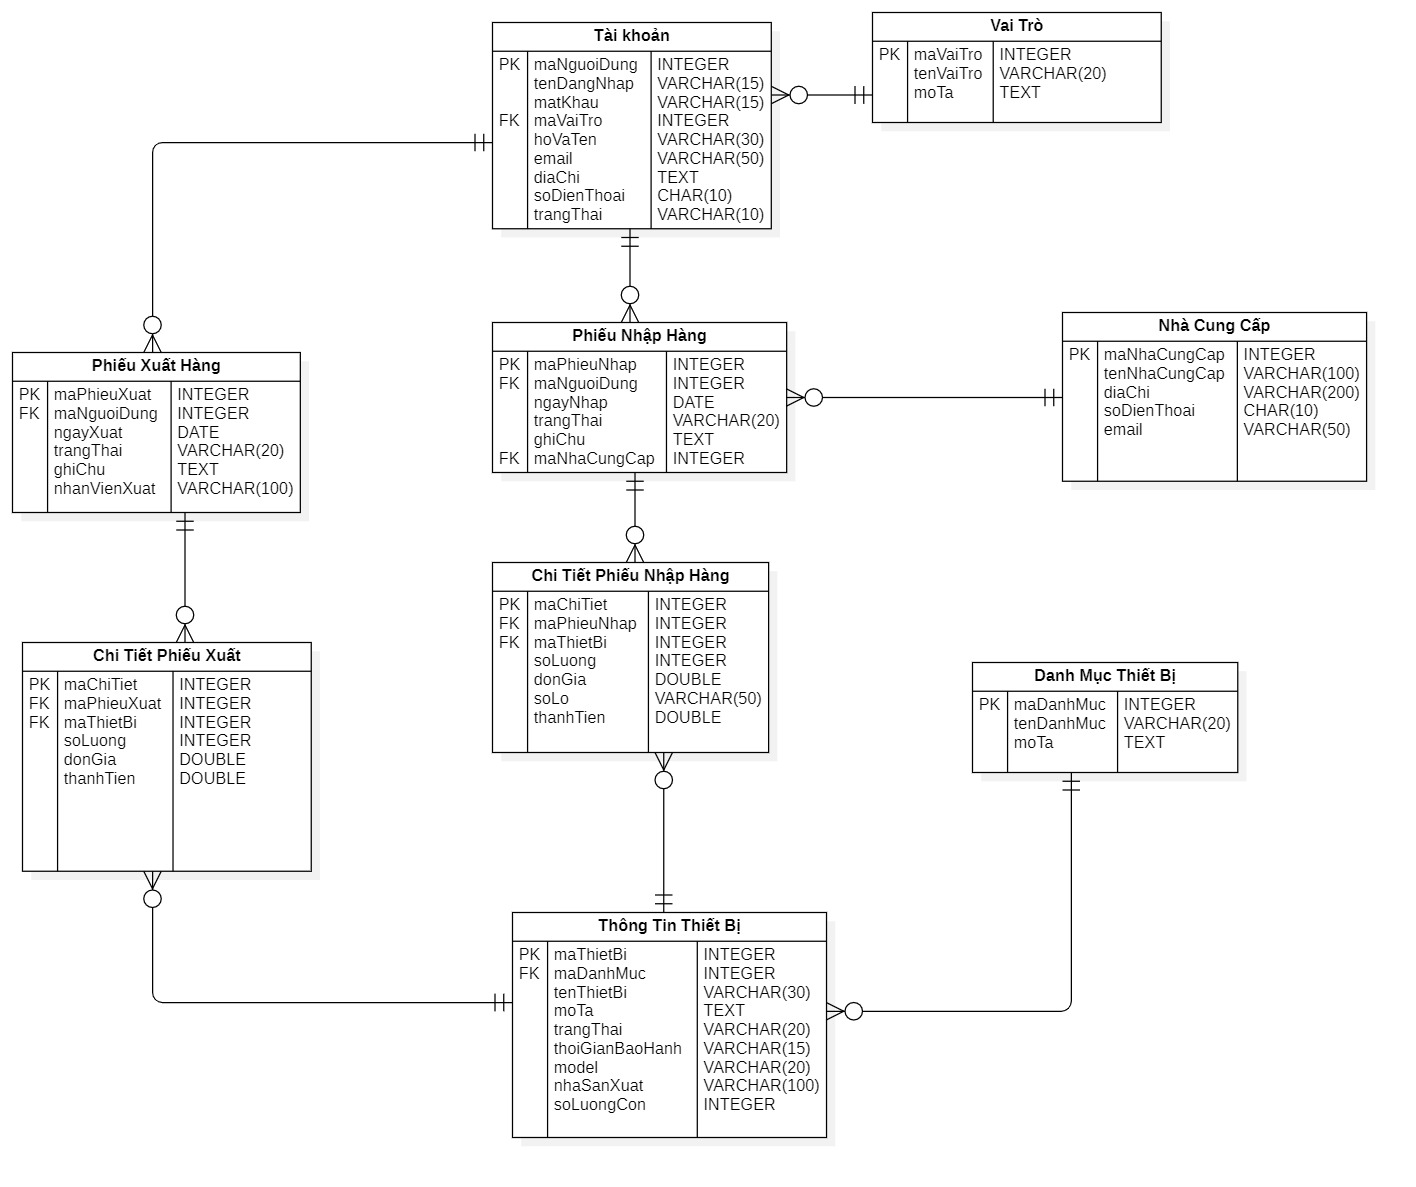 Tài khoản
PK maNguoiDung INTEGER
tenDangNhap VARCHAR(15)
matKhau VARCHAR(15)
FK maVaiTro INTEGER
hoVaTen VARCHAR(30)
email VARCHAR(50)
diaChi TEXT
soDienThoai CHAR(10)
trangThai VARCHAR(10)
Vai Trò
PK maVaiTro INTEGER
tenVaiTro VARCHAR(20)
moTa TEXT
Phiếu Xuất Hàng
PK maPhieuXuat INTEGER
FK maNguoiDung INTEGER
ngayXuat DATE
trangThai VARCHAR(20)
ghiChu TEXT
nhanVienXuat VARCHAR(100)
Phiếu Nhập Hàng
PK maPhieuNhap INTEGER
FK maNguoiDung INTEGER
ngayNhap DATE
trangThai VARCHAR(20)
ghiChu TEXT
FK maNhaCungCap INTEGER
Nhà Cung Cấp
PK maNhaCungCap INTEGER
tenNhaCungCap VARCHAR(100)
diaChi VARCHAR(200)
soDienThoai CHAR(10)
email VARCHAR(50)
Chi Tiết Phiếu Xuất
PK maChiTiet INTEGER
FK maPhieuXuat INTEGER
FK maThietBi INTEGER
soLuong INTEGER
donGia DOUBLE
thanhTien DOUBLE
Chi Tiết Phiếu Nhập Hàng
PK maChiTiet INTEGER
FK maPhieuNhap INTEGER
FK maThietBi INTEGER
soLuong INTEGER
donGia DOUBLE
soLo VARCHAR(50)
thanhTien DOUBLE
Danh Mục Thiết Bị
PK maDanhMuc INTEGER
tenDanhMuc VARCHAR(20)
moTa TEXT
Thông Tin Thiết Bị
PK maThietBi INTEGER
FK maDanhMuc INTEGER
tenThietBi VARCHAR(30)
moTa TEXT
trangThai VARCHAR(20)
thoiGianBaoHanh VARCHAR(15)
model VARCHAR(20)
nhaSanXuat VARCHAR(100)
soLuongCon INTEGER